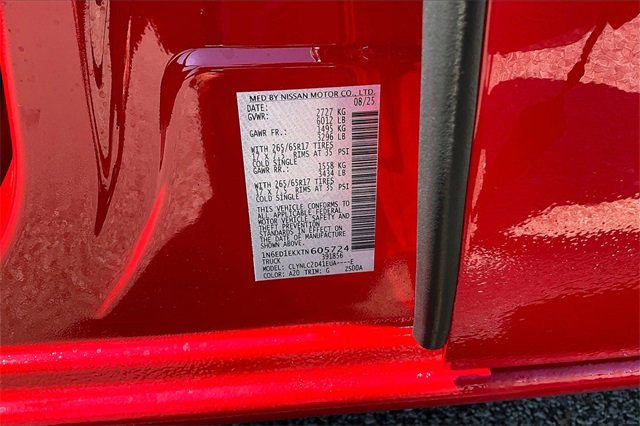 MFD BY NISSAN MOTOR CO., LTD.
DATE: 08/25
GVWR: 2727 KG
6012 LB
GAWR FR.: 1495 KG
3296 LB
WITH 265/65R17 TIRES
17 X 7.5 RIMS AT 35 PSI
COLD SINGLE
GAWR RR.: 1558 KG
3434 LB
WITH 265/65R17 TIRES
17 X 7.5 RIMS AT 35 PSI
COLD SINGLE
THIS VEHICLE CONFORMS TO
ALL APPLICABLE FEDERAL
MOTOR VEHICLE SAFETY AND
THEFT PREVENTION
STANDARDS IN EFFECT ON
THE DATE OF MANUFACTURE
SHOWN ABOVE.
1N6ED1EKXTN605724
TRUCK 391856
MODEL: CLYNLCZD41EUA----E
COLOR: A20 TRIM: G 2500A